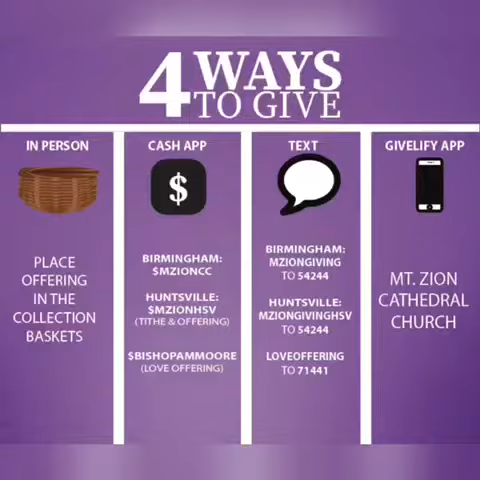 4 WAYS
TO GIVE
IN PERSON
PLACE
OFFERING
IN THE
COLLECTION
BASKETS
CASH APP
$
BIRMINGHAM:
$MZIONCC
HUNTSVILLE:
$MZIONHSV
(TITHE & OFFERING)
$BISHOPAMMOORE
(LOVE OFFERING)
TEXT
BIRMINGHAM:
MZIONGIVING
TO 54244
HUNTSVILLE:
MZIONGIVINGHSV
TO 54244
LOVEOFFERING
TO 71441
GIVELIFY APP
MT. ZION
CATHEDRAL
CHURCH